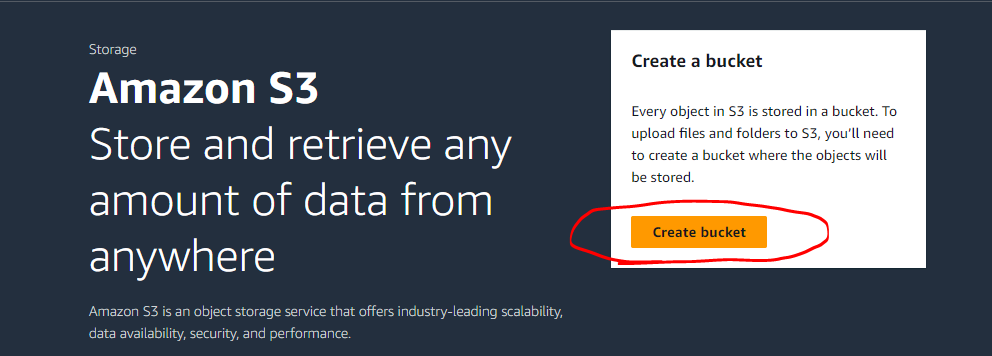 Storage
Amazon S3
Store and retrieve any
amount of data from
anywhere
Amazon S3 is an object storage service that offers industry-leading scalability,
data availability, security, and performance.
Create a bucket
Every object in S3 is stored in a bucket. To
upload files and folders to S3, you’ll need
to create a bucket where the objects will
be stored.
Create bucket